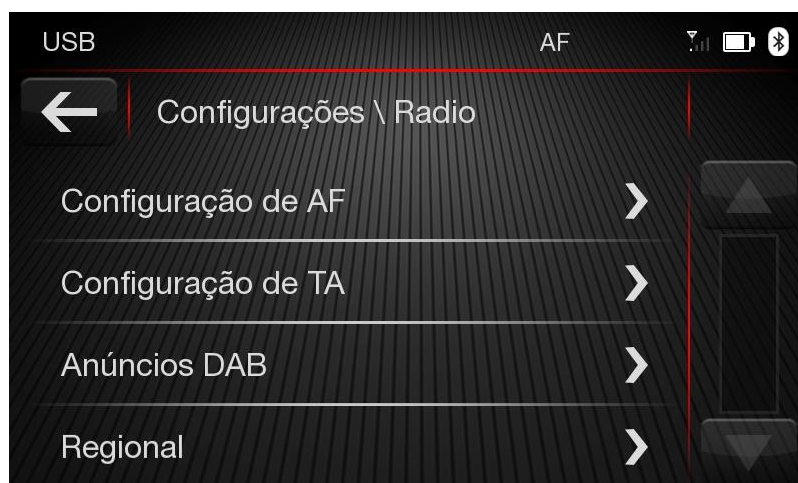 USB AF
Configurações \ Radio
Configuração de AF
Configuração de TA
Anúncios DAB
Regional